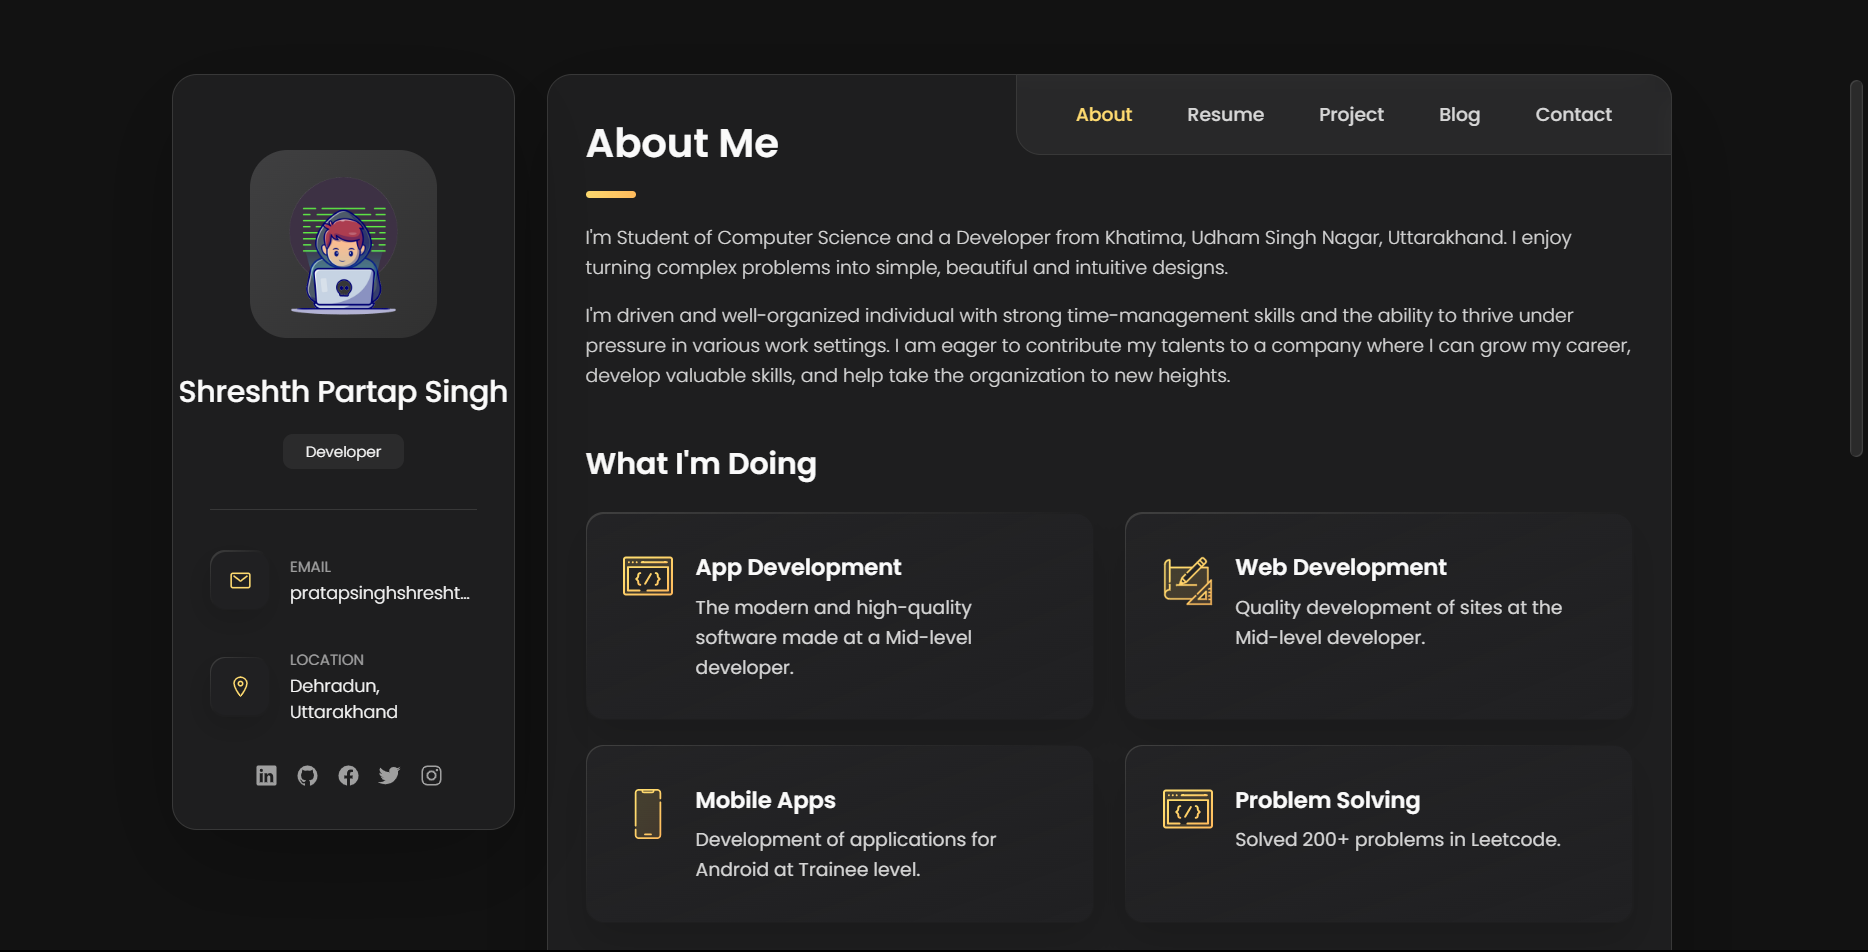 Shreshth Partap Singh
Developer
EMAIL
pratapsinghshresht...
LOCATION
Dehradun,
Uttarakhand
About Resume Project Blog Contact
About Me
I'm Student of Computer Science and a Developer from Khatima, Udham Singh Nagar, Uttarakhand. I enjoy
turning complex problems into simple, beautiful and intuitive designs.
I'm driven and well-organized individual with strong time-management skills and the ability to thrive under
pressure in various work settings. I am eager to contribute my talents to a company where I can grow my career,
develop valuable skills, and help take the organization to new heights.
What I'm Doing
App Development
The modern and high-quality
software made at a Mid-level
developer.
Web Development
Quality development of sites at the
Mid-level developer.
Mobile Apps
Development of applications for
Android at Trainee level.
Problem Solving
Solved 200+ problems in Leetcode.